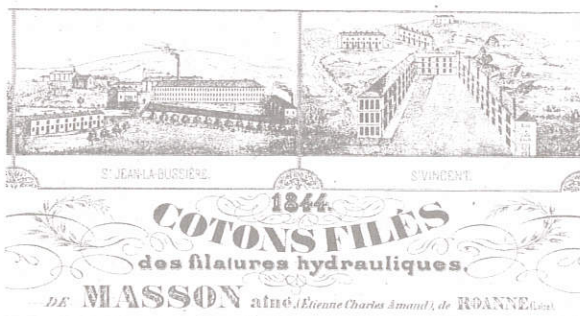 St JEAN-LA-BUSSIÈRE.
St VINCENT.
1844.
COTONS FILÉS
des filatures hydrauliques,
DE MASSON aîné, (Étienne Charles Amand), de ROANNE (Loire).